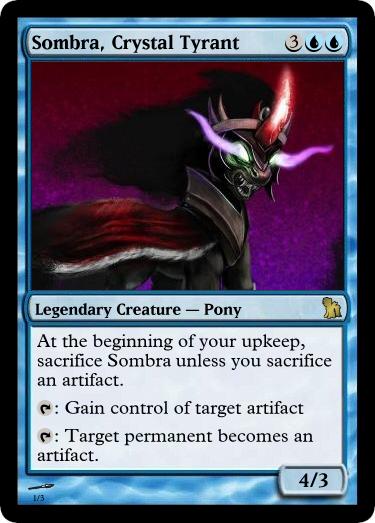 Sombra, Crystal Tyrant 3
Legendary Creature — Pony
At the beginning of your upkeep,
sacrifice Sombra unless you sacrifice
an artifact.
: Gain control of target artifact
: Target permanent becomes an
artifact.
4/3
1/3